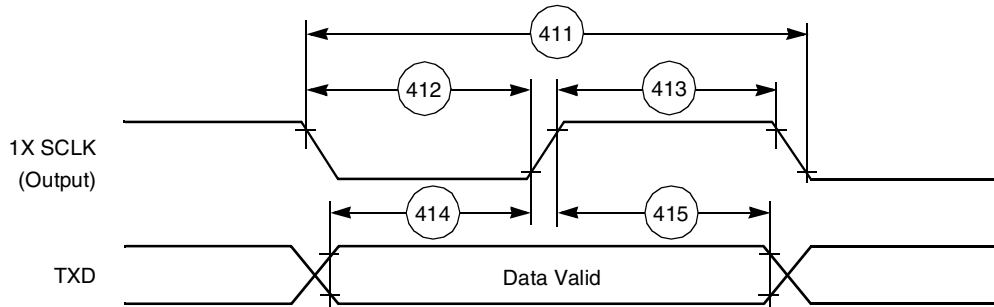 411
412
413
1X SCLK
(Output)
414
415
TXD
Data Valid